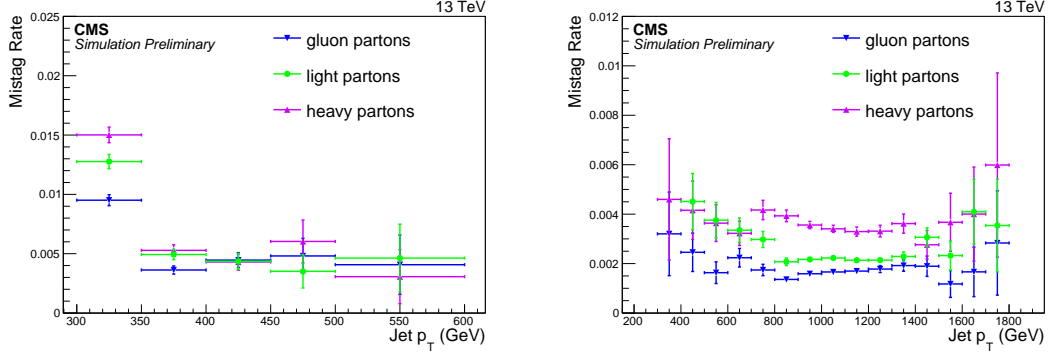 13 TeV
CMS
Simulation Preliminary
gluon partons
light partons
heavy partons
Mistag Rate
0.025
0.02
0.015
0.01
0.005
0
300 350 400 450 500 550 600
Jet p_T (GeV)
13 TeV
CMS
Simulation Preliminary
gluon partons
light partons
heavy partons
Mistag Rate
0.012
0.01
0.008
0.006
0.004
0.002
0
200 400 600 800 1000 1200 1400 1600 1800
Jet p_T (GeV)